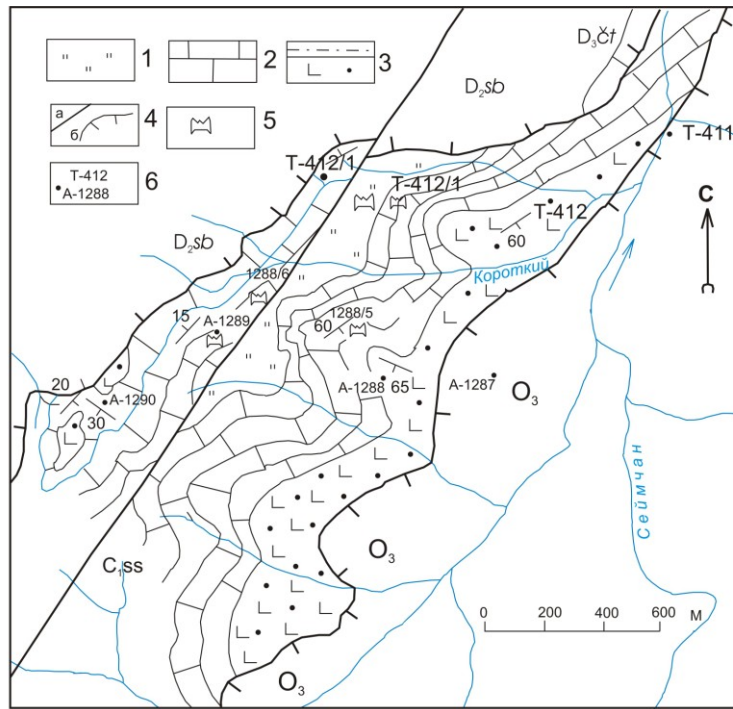 1
2
3
а
б
4
5
Т-412
А-1288
6
D₃čt
D₂sb
Т-411
Т-412/1
Т-412/1
Т-412
С
60
D₂sb
Короткий
1288/6
15
А-1289
1288/5
60
20
А-1290
30
А-1288
65
А-1287
O₃
Сеймчан
C₁ss
O₃
0
200
400
600
М
O₃